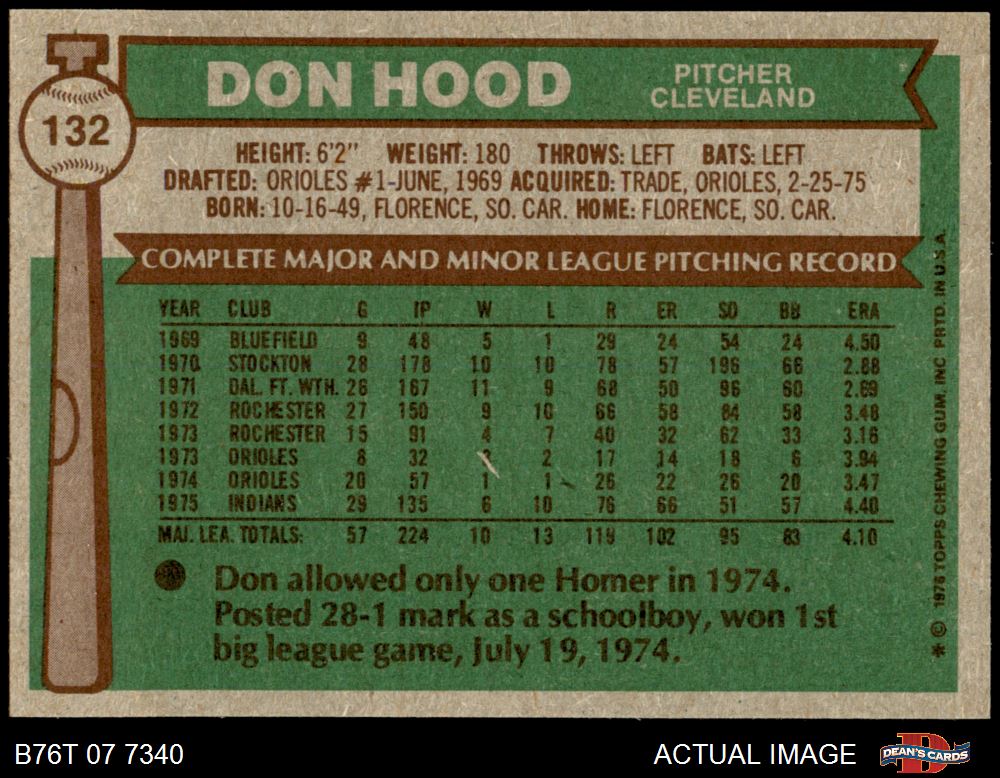 132
DON HOOD
PITCHER
CLEVELAND
HEIGHT: 6'2" WEIGHT: 180 THROWS: LEFT BATS: LEFT
DRAFTED: ORIOLES #1-JUNE, 1969 ACQUIRED: TRADE, ORIOLES, 2-25-75
BORN: 10-16-49, FLORENCE, SO. CAR. HOME: FLORENCE, SO. CAR.
COMPLETE MAJOR AND MINOR LEAGUE PITCHING RECORD
YEAR CLUB G IP W L R ER SO BB ERA
1969 BLUEFIELD 9 48 5 1 29 24 54 24 4.50
1970 STOCKTON 28 178 10 10 78 57 196 66 2.88
1971 DAL. FT. WTH. 26 167 11 9 68 50 96 60 2.69
1972 ROCHESTER 27 150 9 10 66 58 84 58 3.48
1973 ROCHESTER 15 91 4 7 40 32 62 33 3.16
1973 ORIOLES 8 32 2 17 14 18 6 3.94
1974 ORIOLES 20 57 1 1 26 22 26 20 3.47
1975 INDIANS 29 135 6 10 76 66 51 57 4.40
MAJ. LEA. TOTALS: 57 224 10 13 119 102 95 83 4.10
Don allowed only one Homer in 1974.
Posted 28-1 mark as a schoolboy, won 1st
big league game, July 19, 1974.
* © 1976 TOPPS CHEWING GUM, INC PRTD. IN U.S.A.
B76T 07 7340
ACTUAL IMAGE
D
DEAN'S CARDS